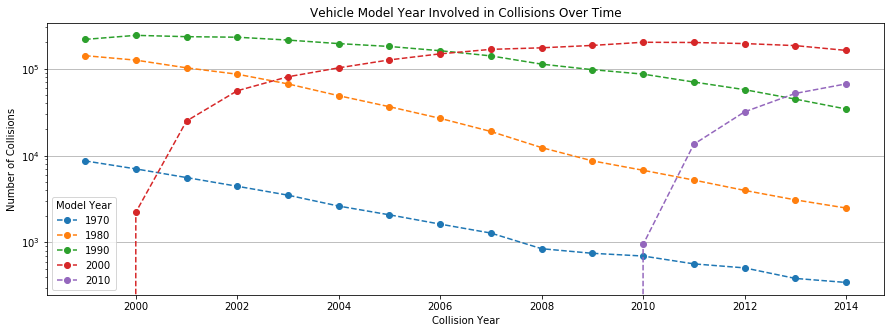 Vehicle Model Year Involved in Collisions Over Time
Number of Collisions
10^5
10^4
10^3
Model Year
1970
1980
1990
2000
2010
2000 2002 2004 2006 2008 2010 2012 2014
Collision Year